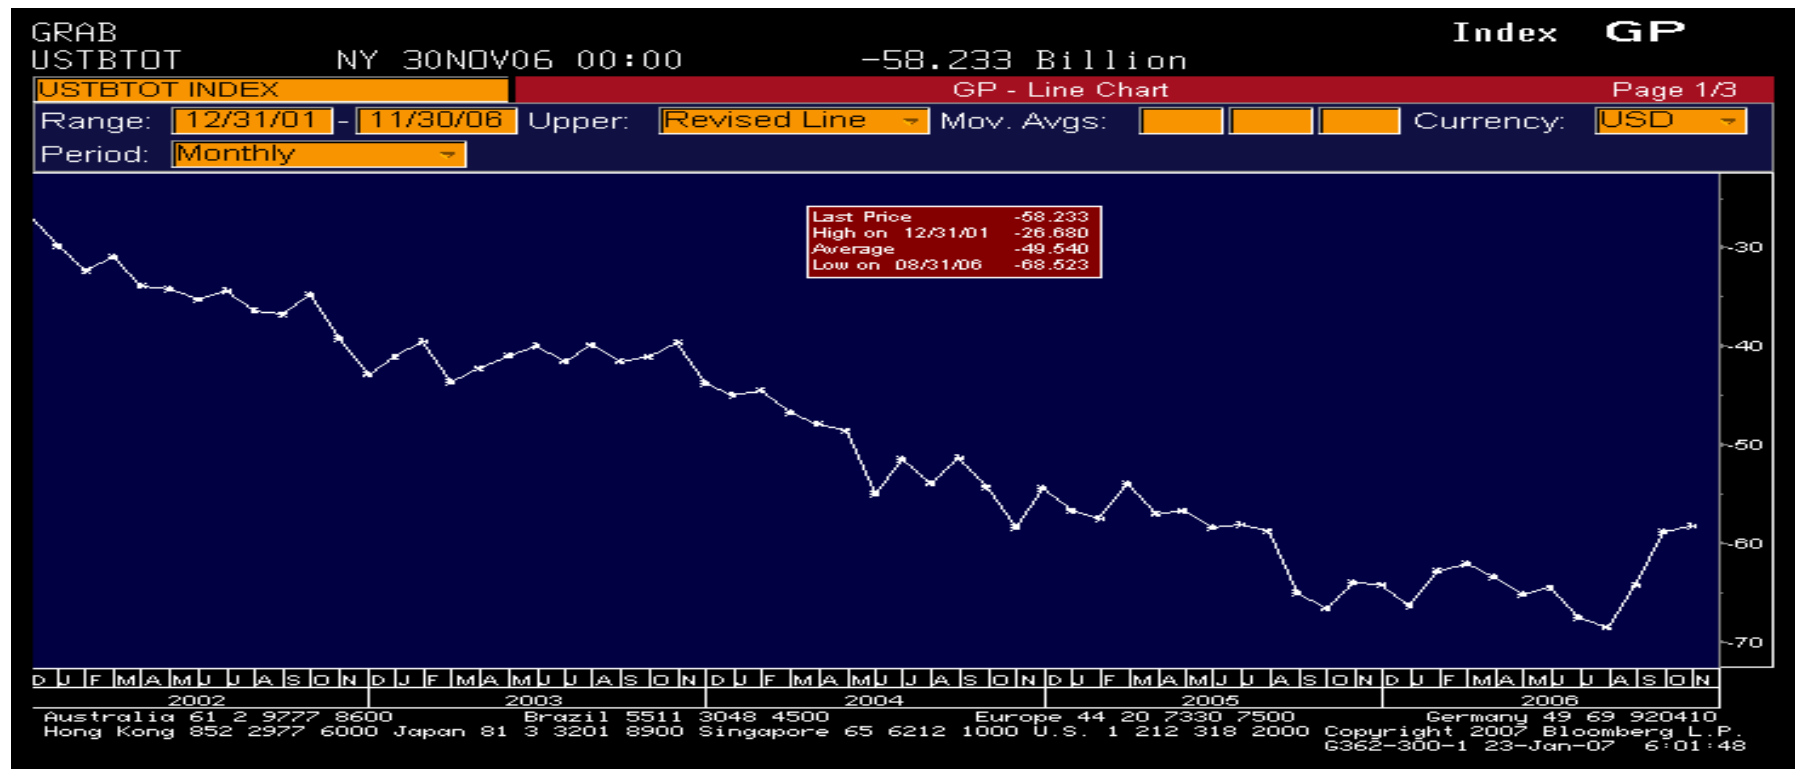 GRAB Index GP
USTBTOT NY 30NOV06 00:00 -58.233 Billion
USTBTOT INDEX GP - Line Chart Page 1/3
Range: 12/31/01 - 11/30/06 Upper: Revised Line Mov. Avgs: Currency: USD
Period: Monthly
Last Price -58.233
High on 12/31/01 -26.680
Average -49.540
Low on 08/31/06 -68.523
-30
-40
-50
-60
-70
D J F M A M J J A S O N D J F M A M J J A S O N D J F M A M J J A S O N D J F M A M J J A S O N D J F M A M J J A S O N
2002 2003 2004 2005 2006
Australia 61 2 9777 8600 Brazil 5511 3048 4500 Europe 44 20 7330 7500 Germany 49 69 920410
Hong Kong 852 2977 6000 Japan 81 3 3201 8900 Singapore 65 6212 1000 U.S. 1 212 318 2000 Copyright 2007 Bloomberg L.P.
G362-300-1 23-Jan-07 6:01:48